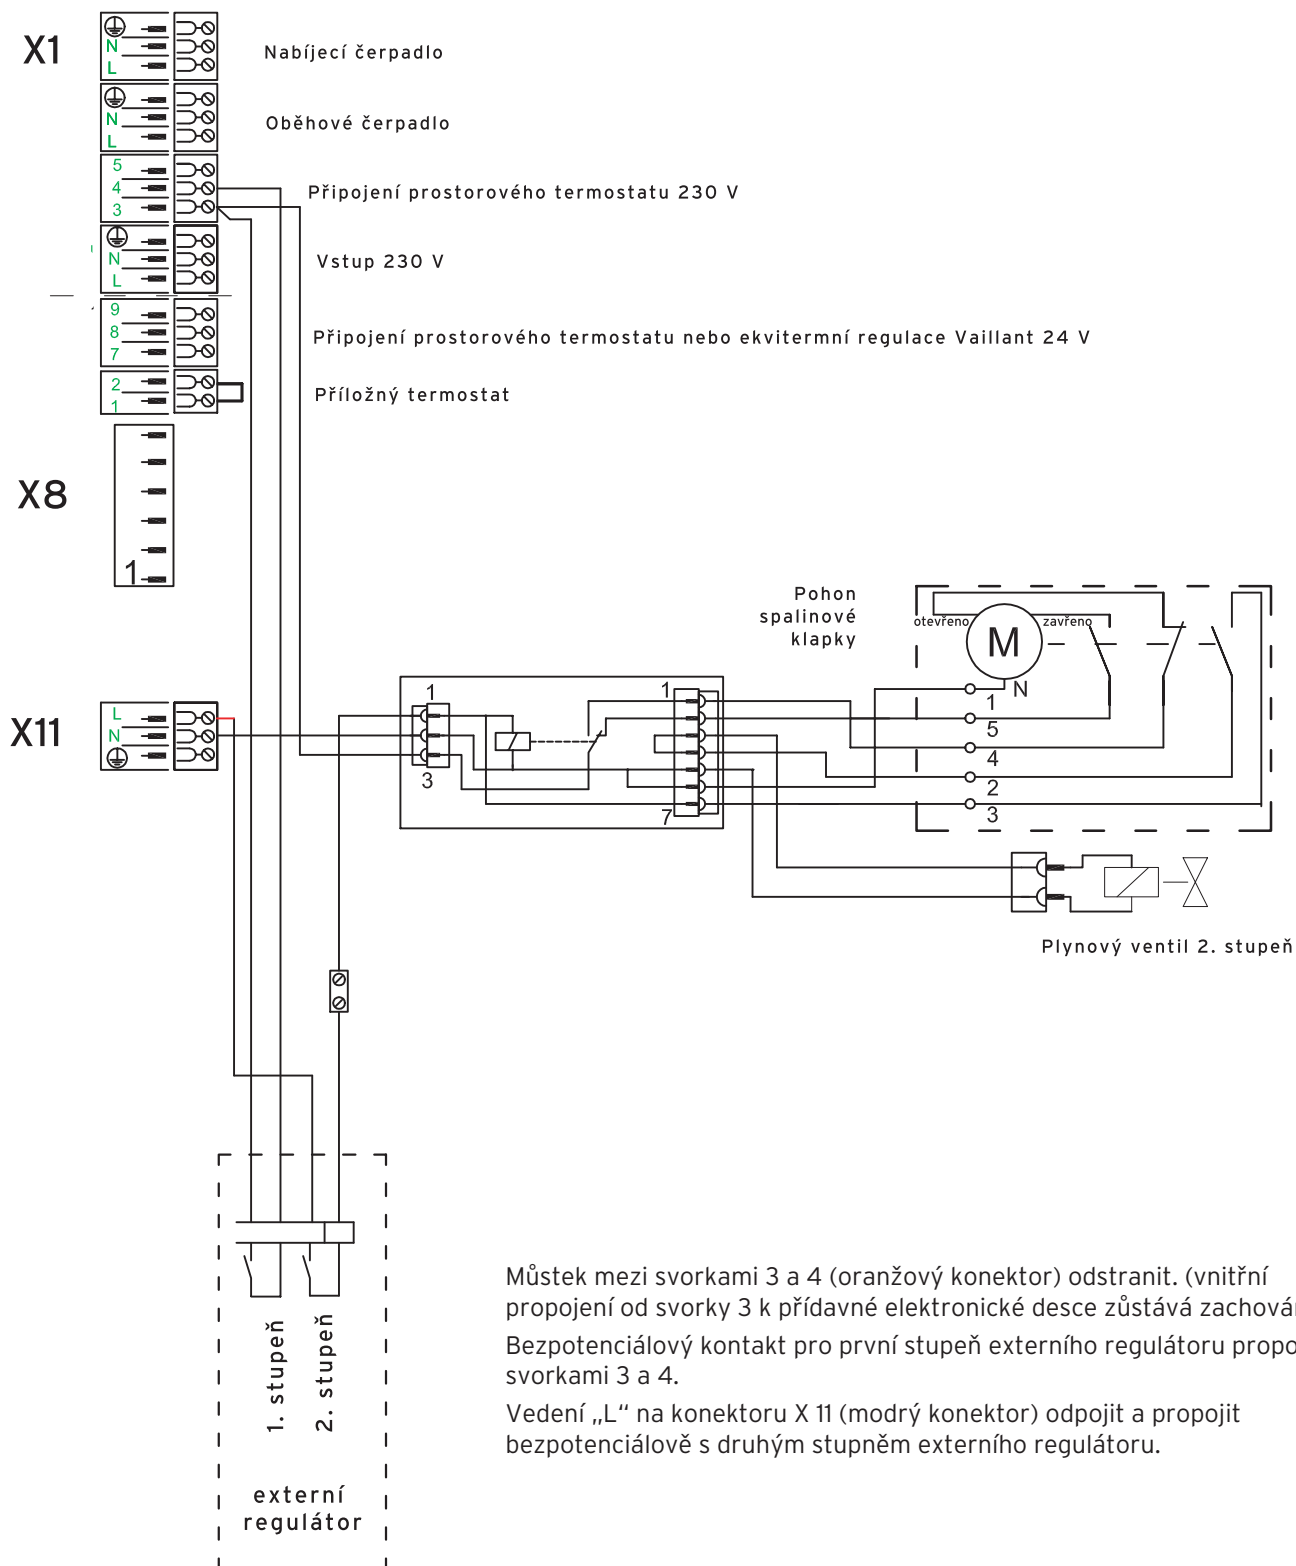 X1
N
L
Nabíjecí čerpadlo
N
L
Oběhové čerpadlo
5
4
3
Připojení prostorového termostatu 230 V
N
L
Vstup 230 V
9
8
7
Připojení prostorového termostatu nebo ekvitermní regulace Vaillant 24 V
2
1
Příložný termostat
X8
1
Pohon
spalinové
klapky
otevřeno
M
zavřeno
N
1
5
4
2
3
X11
L
N
1
3
1
7
Plynový ventil 2. stupeň
1. stupeň
2. stupeň
externí
regulátor
Můstek mezi svorkami 3 a 4 (oranžový konektor) odstranit. (vnitřní
propojení od svorky 3 k přídavné elektronické desce zůstává zachován
Bezpotenciálový kontakt pro první stupeň externího regulátoru propo
svorkami 3 a 4.
Vedení „L“ na konektoru X 11 (modrý konektor) odpojit a propojit
bezpotenciálově s druhým stupněm externího regulátoru.